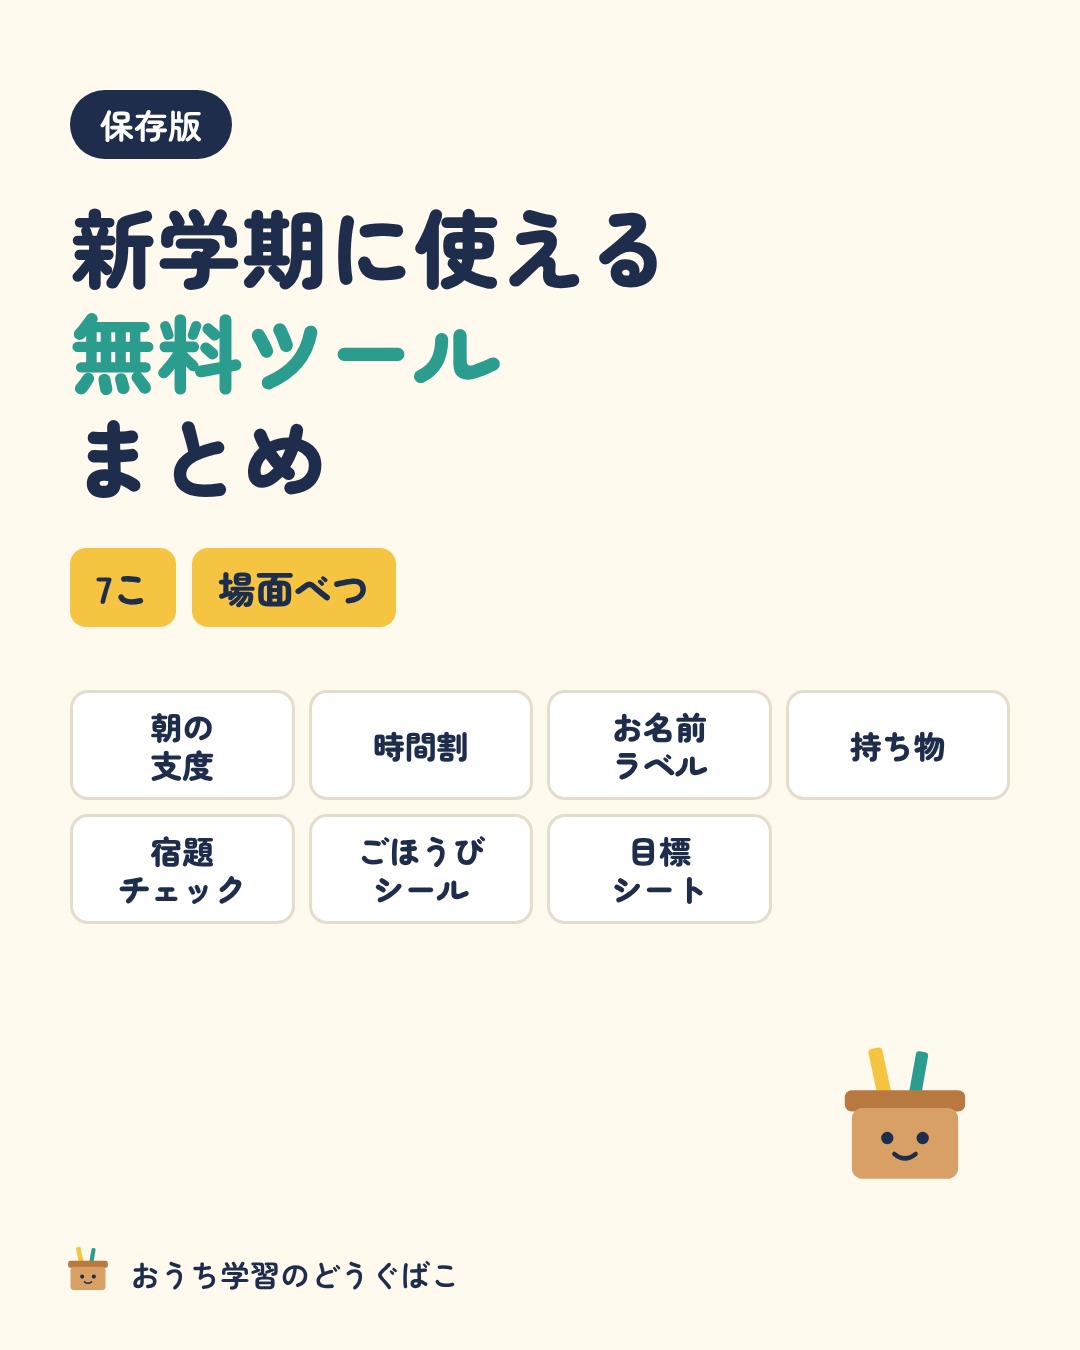 保存版
新学期に使える
無料ツール
まとめ
7こ
場面べつ
朝の
支度
時間割
お名前
ラベル
持ち物
宿題
チェック
ごほうび
シール
目標
シート
おうち学習のどうぐばこ